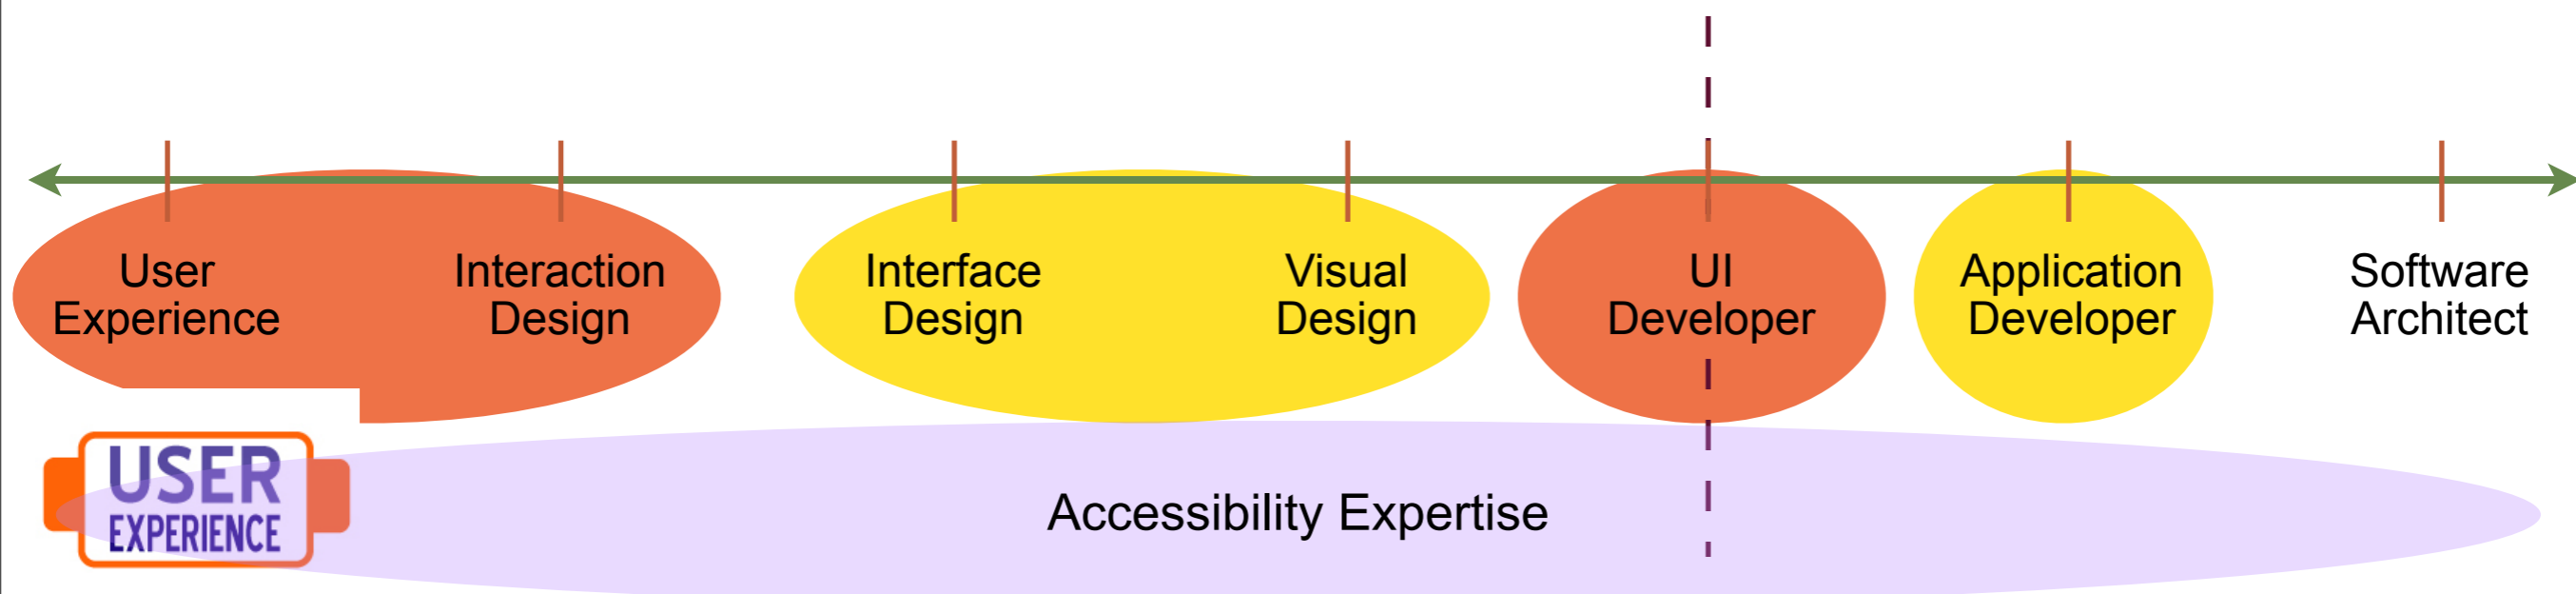 User
Experience
Interaction
Design
Interface
Design
Visual
Design
UI
Developer
Application
Developer
Software
Architect
USER
EXPERIENCE
Accessibility Expertise